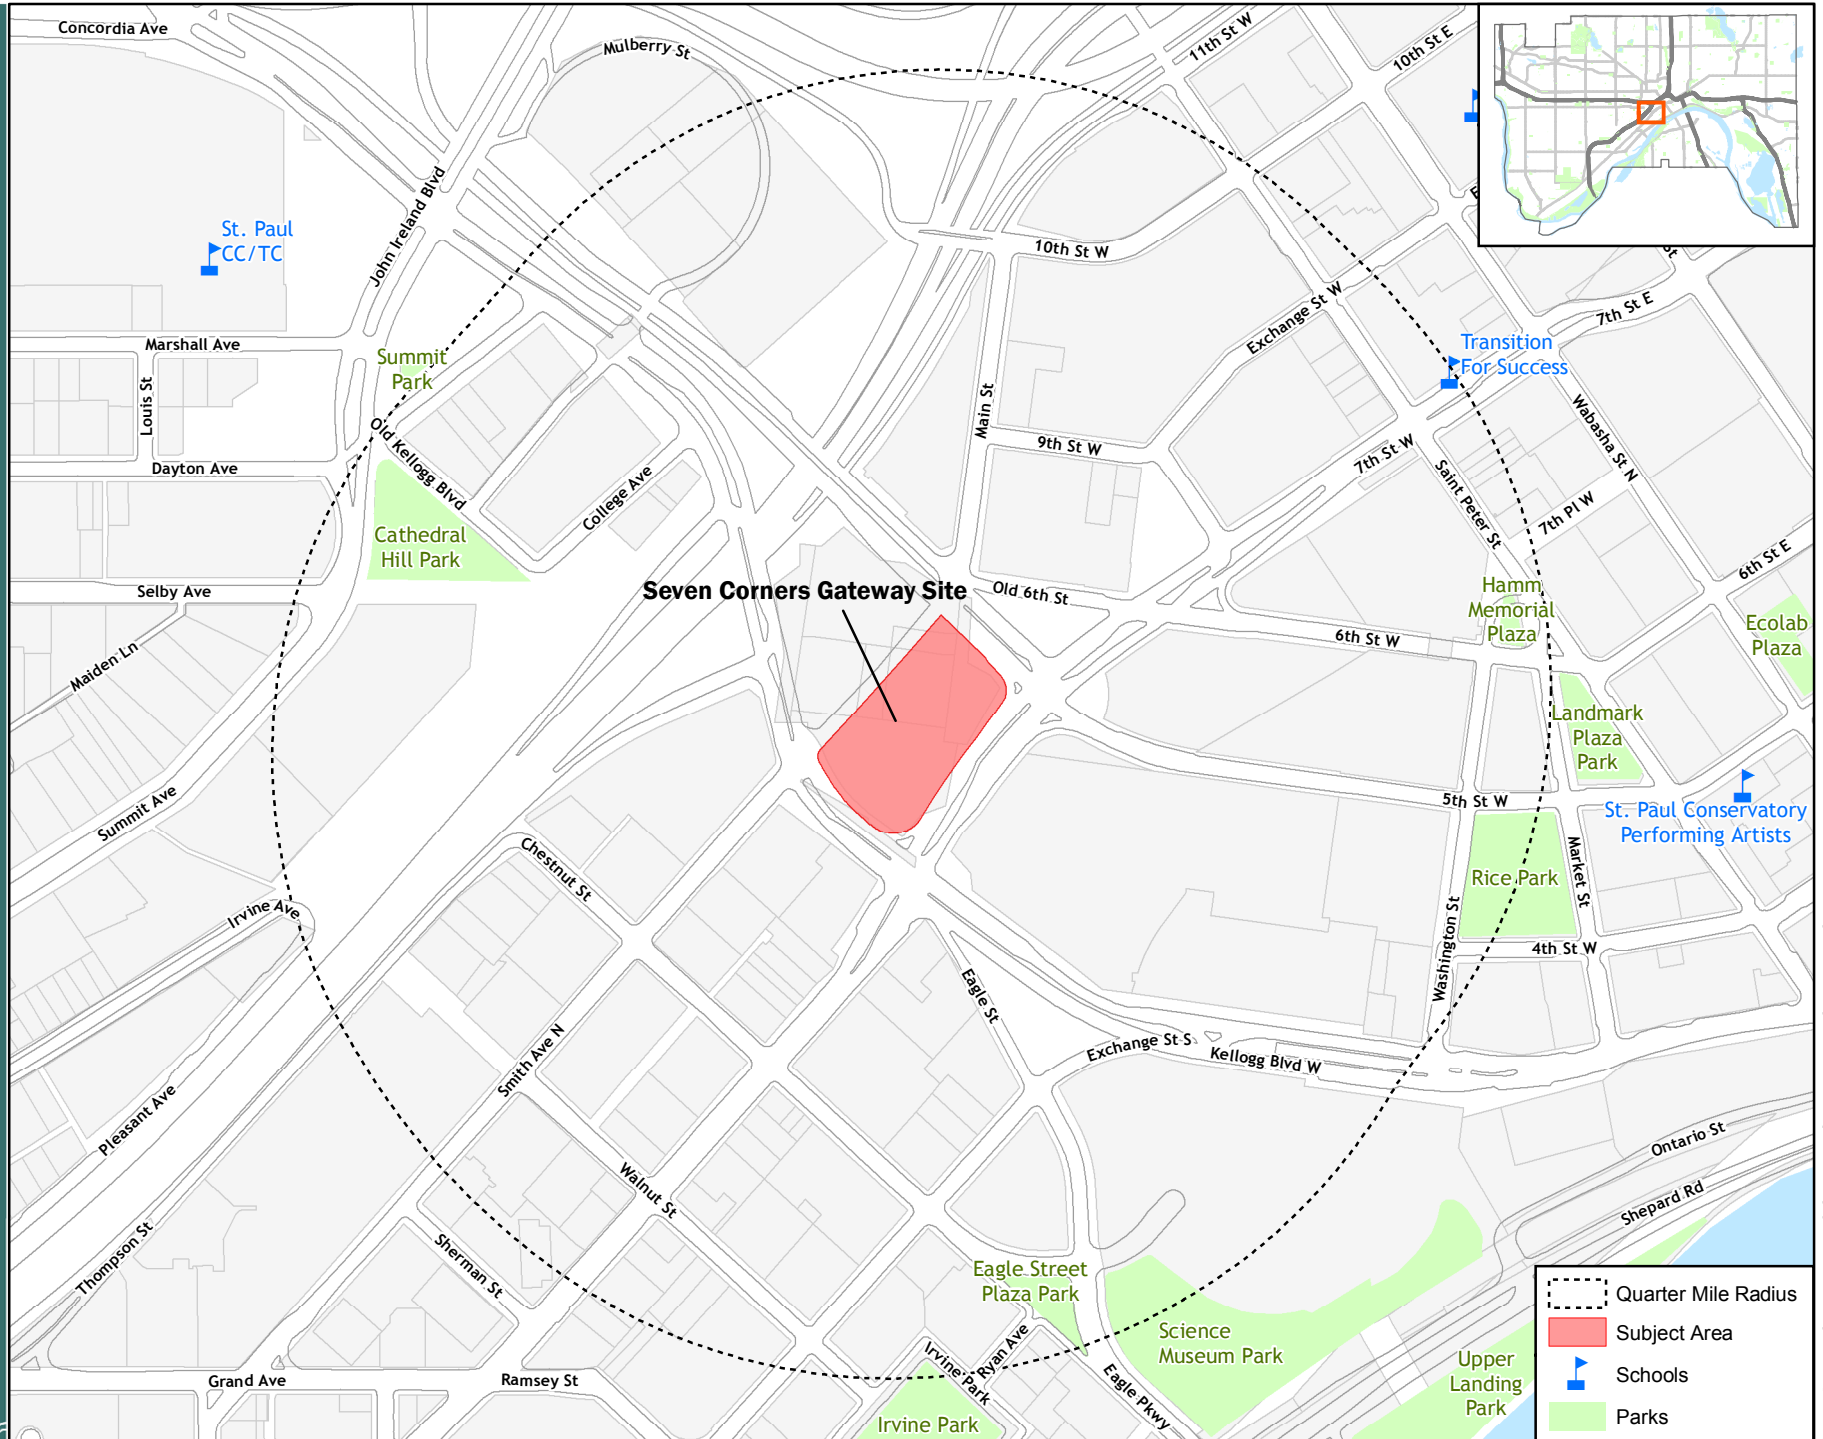 Concordia Ave
Mulberry St
11th St W
10th St E
John Ireland Blvd
St. Paul
CC/TC
10th St W
Exchange St W
7th St E
Marshall Ave
Summit
Park
Transition
For Success
Louis St
Main St
Old Kellogg Blvd
9th St W
7th St W
Wabasha St N
Dayton Ave
College Ave
Saint Peter St
7th Pl W
Cathedral
Hill Park
6th St E
Selby Ave
Seven Corners Gateway Site
Old 6th St
Hamm
Memorial
Plaza
6th St W
Ecolab
Plaza
Maiden Ln
Landmark
Plaza
Park
Summit Ave
5th St W
St. Paul Conservatory
Performing Artists
Chestnut St
Market St
Rice Park
Irvine Ave
Washington St
4th St W
Eagle St
Smith Ave N
Exchange St S
Kellogg Blvd W
Pleasant Ave
Ontario St
Walnut St
Shepard Rd
Thompson St
Sherman St
Eagle Street
Plaza Park
Science
Museum Park
Ryan Ave
Irvine Park
Eagle Pkwy
Grand Ave
Ramsey St
Irvine Park
Upper
Landing
Park
Quarter Mile Radius
Subject Area
Schools
Parks